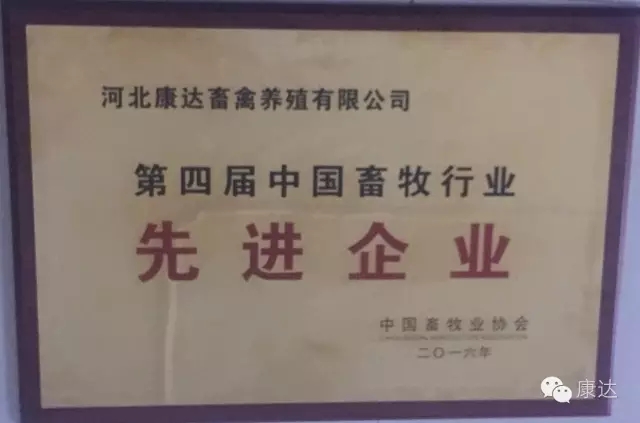 河北康达畜禽养殖有限公司
第四届中国畜牧行业
先进企业
中国畜牧业协会
二〇一六年
康达